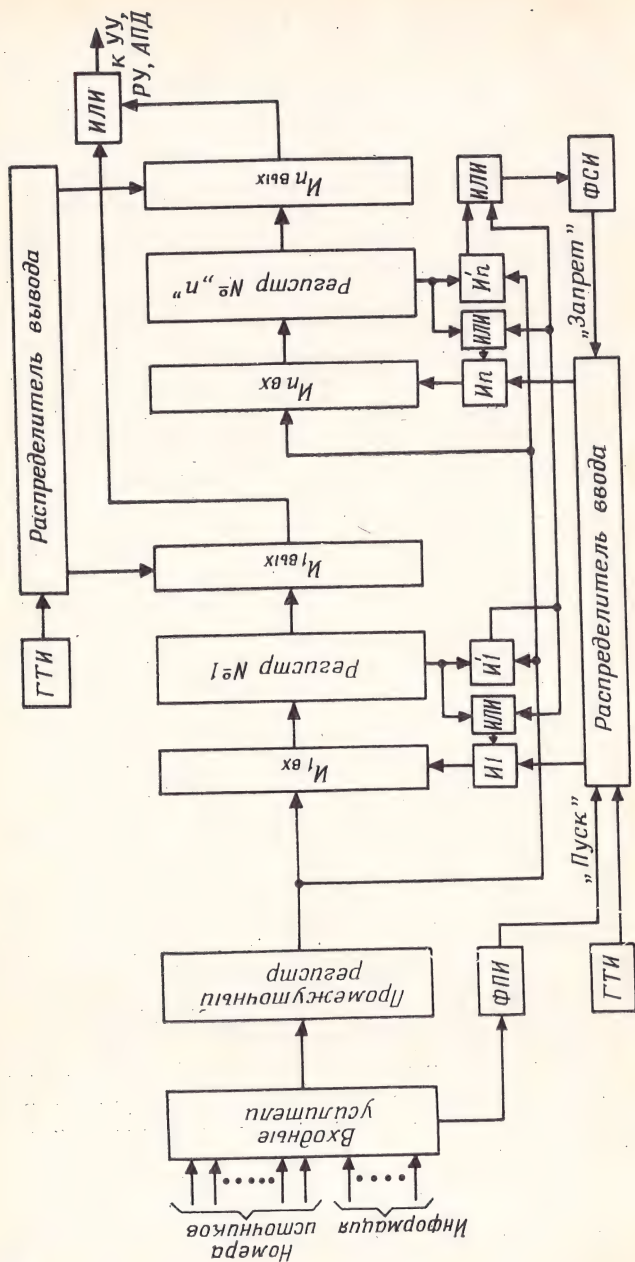 Номера
источников
Информация
Входные
усилители
Промежуточный
регистр
ФПИ
ГТИ
„Пуск”
Распределитель ввода
И₁ вх
Регистр №1
И₁ вых
И1
ИЛИ
И'1
ГТИ
Распределитель вывода
Иn вх
Регистр № „n”
Иn вых
Иn
ИЛИ
И'n
ИЛИ
ФСИ
„Запрет”
ИЛИ
к УУ,
РУ, АПД